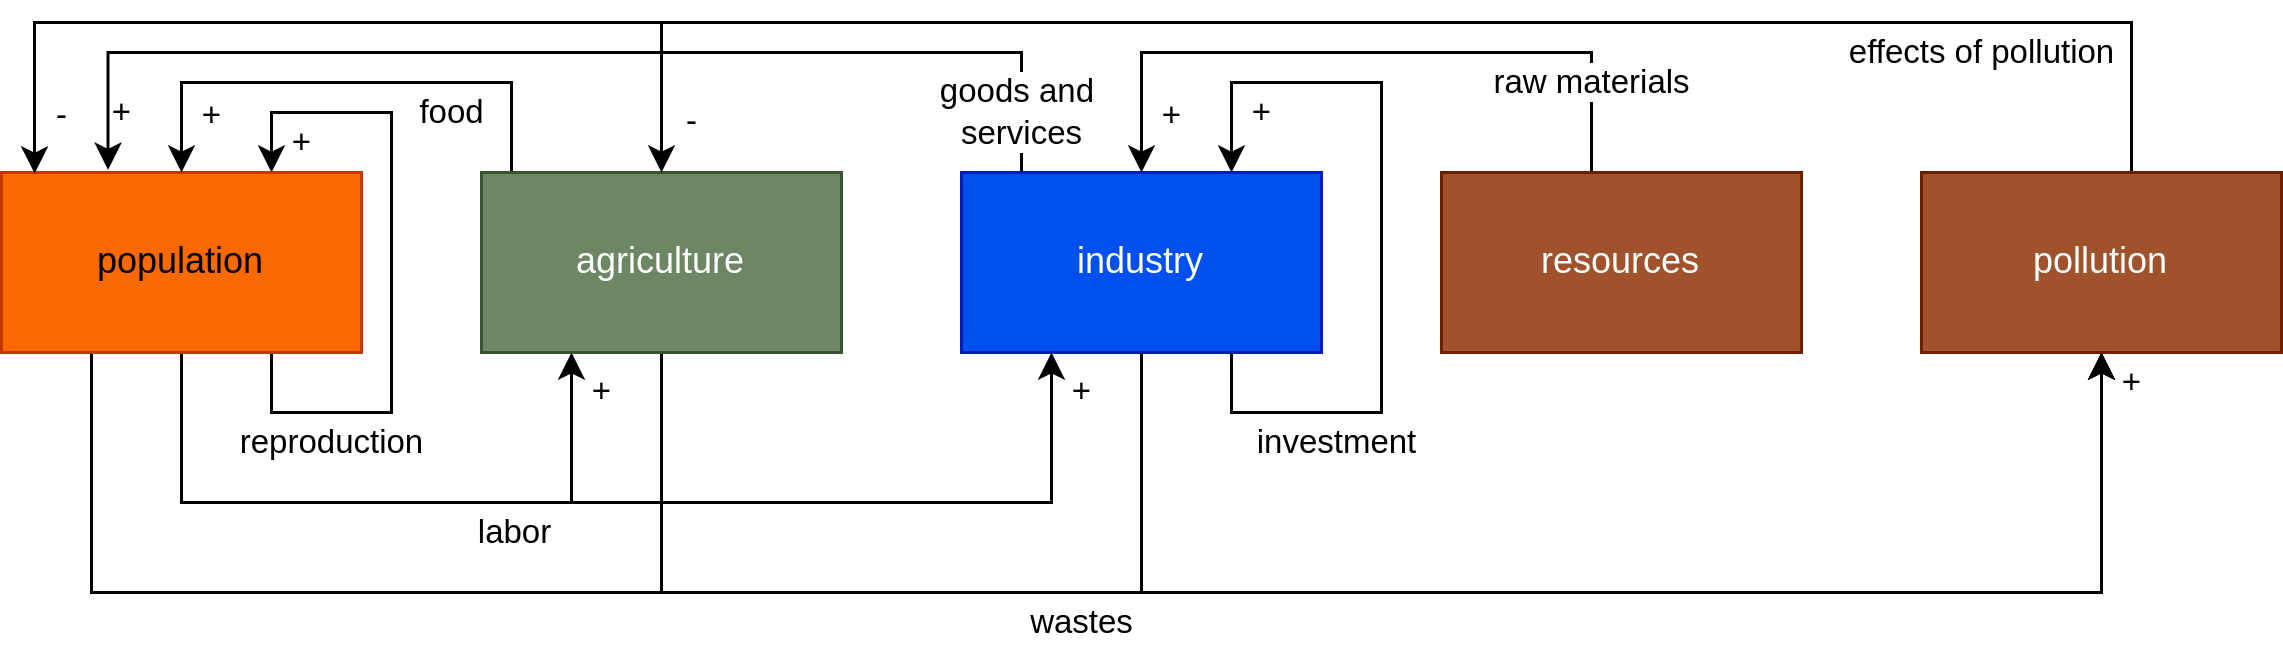 effects of pollution
raw materials
goods and
services
food
-
+
+
+
-
+
+
population
agriculture
industry
resources
pollution
+
+
+
reproduction
investment
labor
wastes